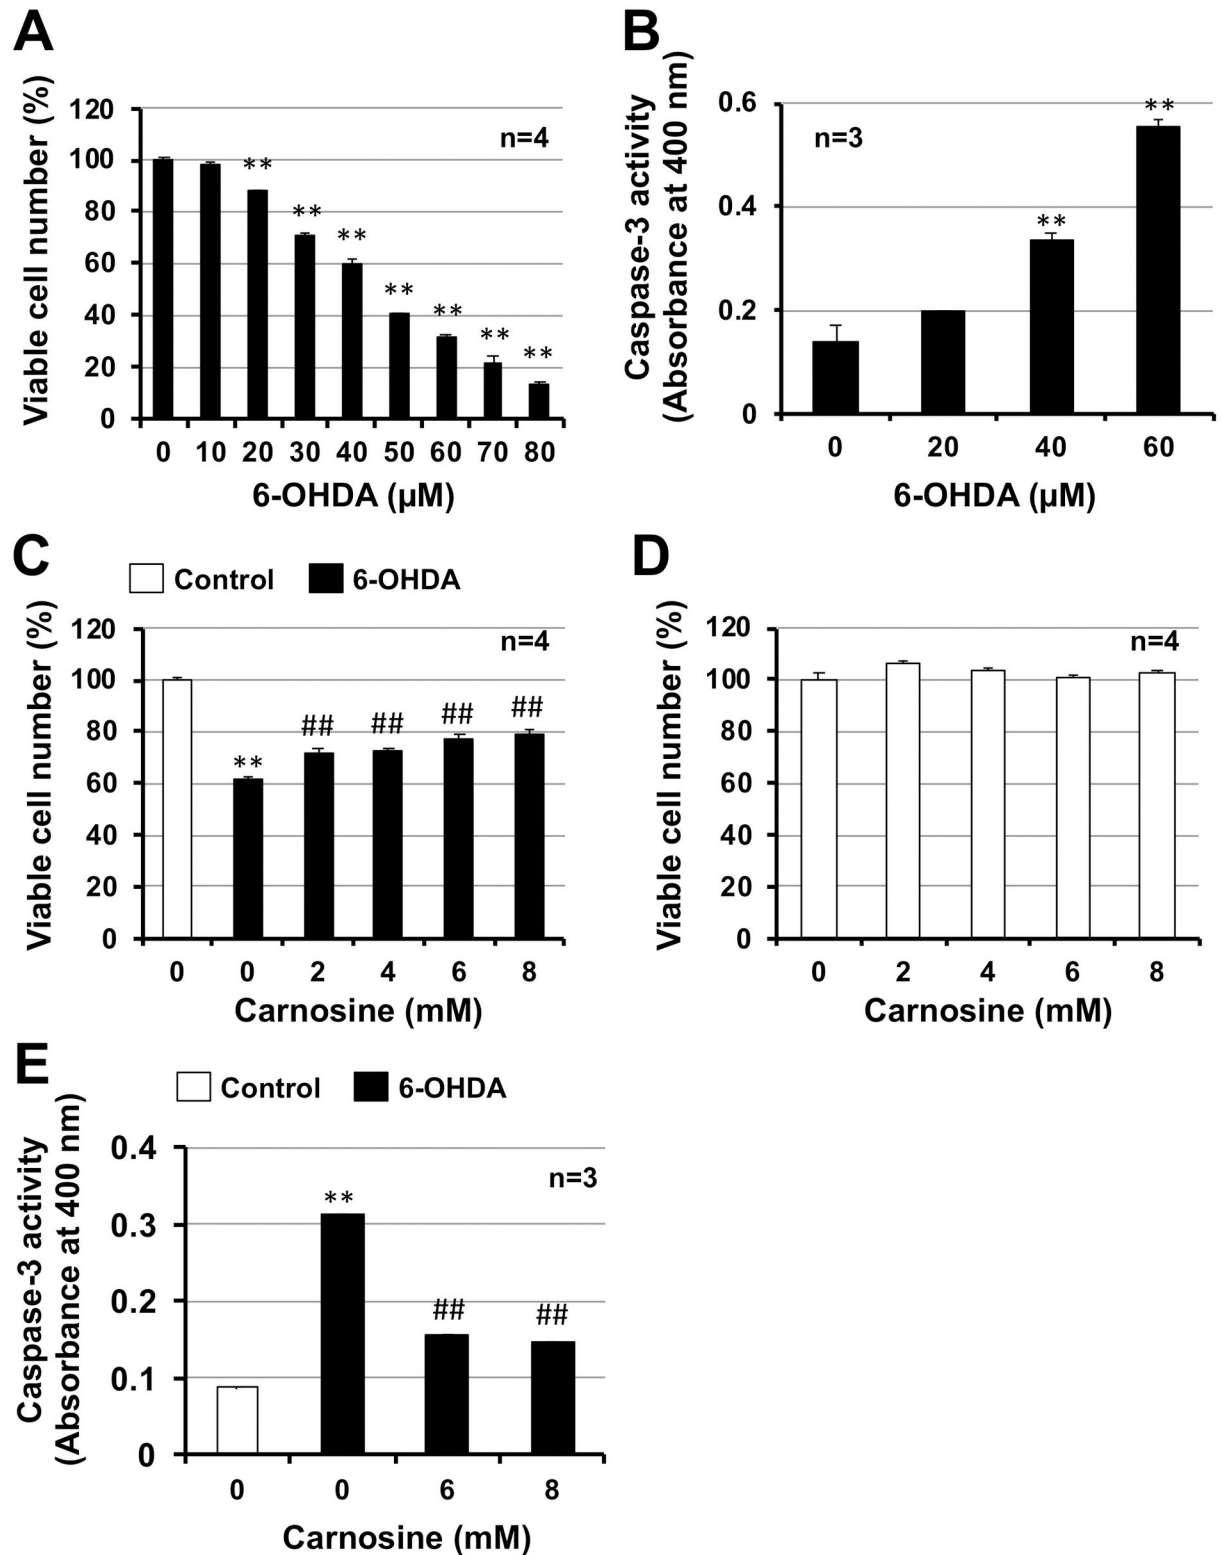 A
Viable cell number (%)
120
100
80
60
40
20
0
n=4
**
**
**
**
**
**
**
0 10 20 30 40 50 60 70 80
6-OHDA (µM)
B
Caspase-3 activity
(Absorbance at 400 nm)
0.6
0.4
0.2
0
n=3
**
**
0 20 40 60
6-OHDA (µM)
C
Control 6-OHDA
Viable cell number (%)
120
100
80
60
40
20
0
n=4
**
##
##
##
##
0 0 2 4 6 8
Carnosine (mM)
D
Viable cell number (%)
120
100
80
60
40
20
0
n=4
0 2 4 6 8
Carnosine (mM)
E
Control 6-OHDA
Caspase-3 activity
(Absorbance at 400 nm)
0.4
0.3
0.2
0.1
0
n=3
**
##
##
0 0 6 8
Carnosine (mM)